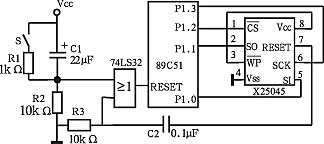 Vcc
S
C1
22μF
R1
1kΩ
R2
10kΩ
R3
10kΩ
C2
0.1μF
74LS32
≥1
89C51
RESET
P1.3
P1.2
P1.1
P1.0
1
2
3
4
CS
SO
WP
Vss
Vcc
RESET
SCK
SI
8
7
6
5
X25045